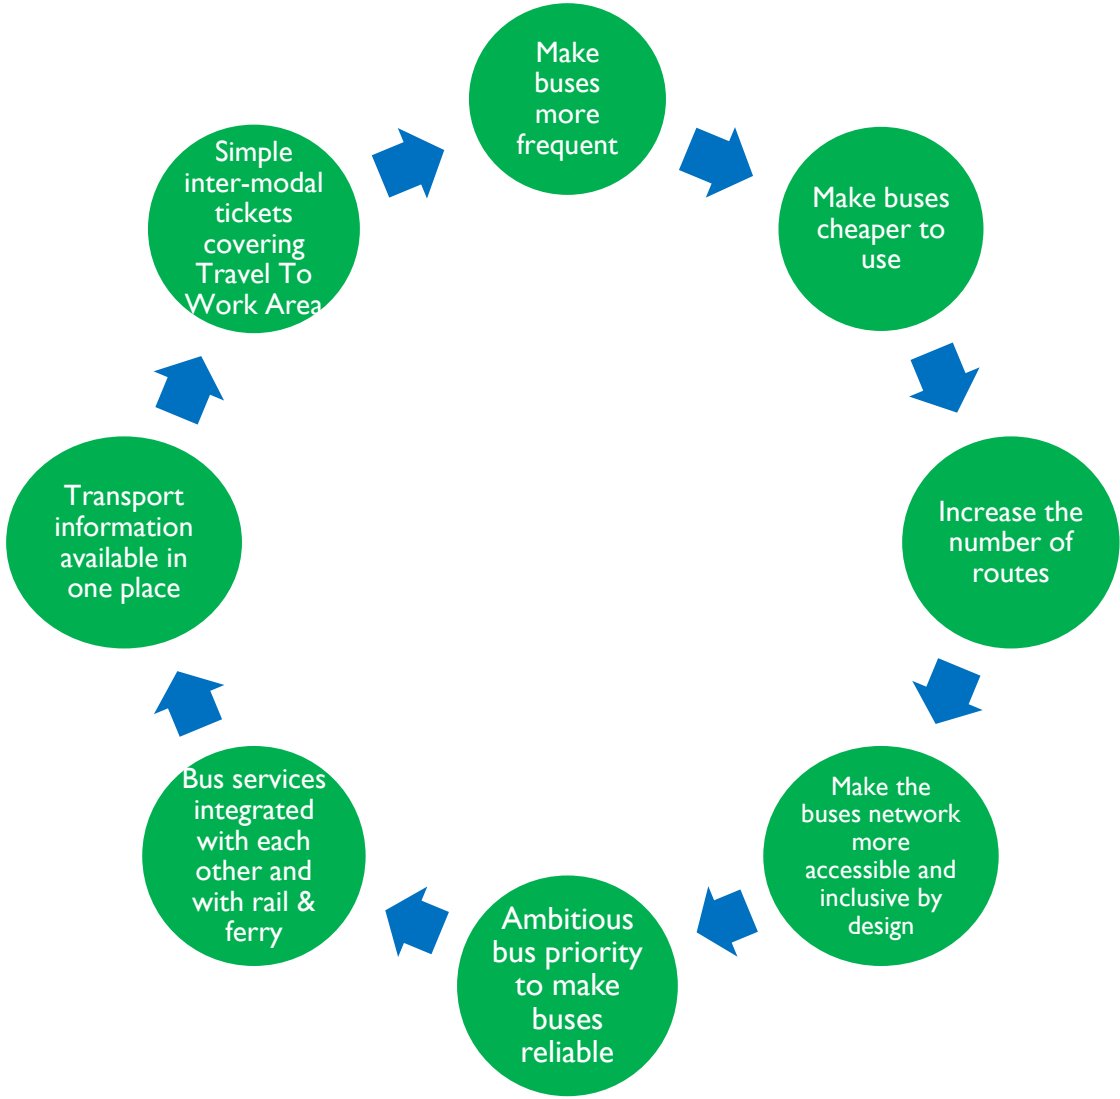 Make
buses
more
frequent
Make buses
cheaper to
use
Increase the
number of
routes
Make the
buses network
more
accessible and
inclusive by
design
Ambitious
bus priority
to make
buses
reliable
Bus services
integrated
with each
other and
with rail &
ferry
Transport
information
available in
one place
Simple
inter-modal
tickets
covering
Travel To
Work Area